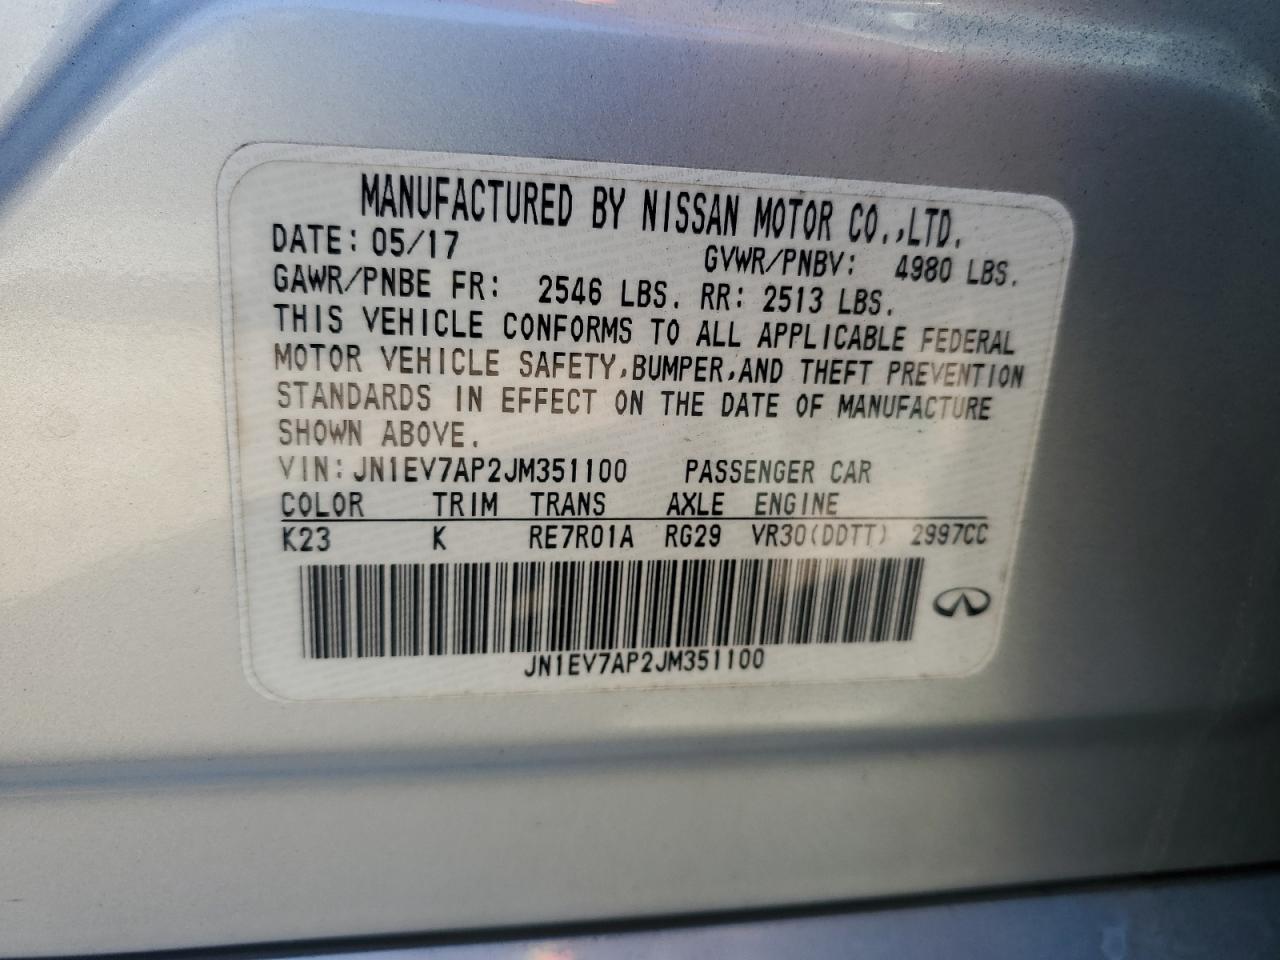 MANUFACTURED BY NISSAN MOTOR CO.,LTD.
DATE: 05/17 GVWR/PNBV: 4980 LBS.
GAWR/PNBE FR: 2546 LBS. RR: 2513 LBS.
THIS VEHICLE CONFORMS TO ALL APPLICABLE FEDERAL
MOTOR VEHICLE SAFETY,BUMPER,AND THEFT PREVENTION
STANDARDS IN EFFECT ON THE DATE OF MANUFACTURE
SHOWN ABOVE.
VIN: JN1EV7AP2JM351100 PASSENGER CAR
COLOR TRIM TRANS AXLE ENGINE
K23 K RE7R01A RG29 VR30(DDTT) 2997CC
JN1EV7AP2JM351100